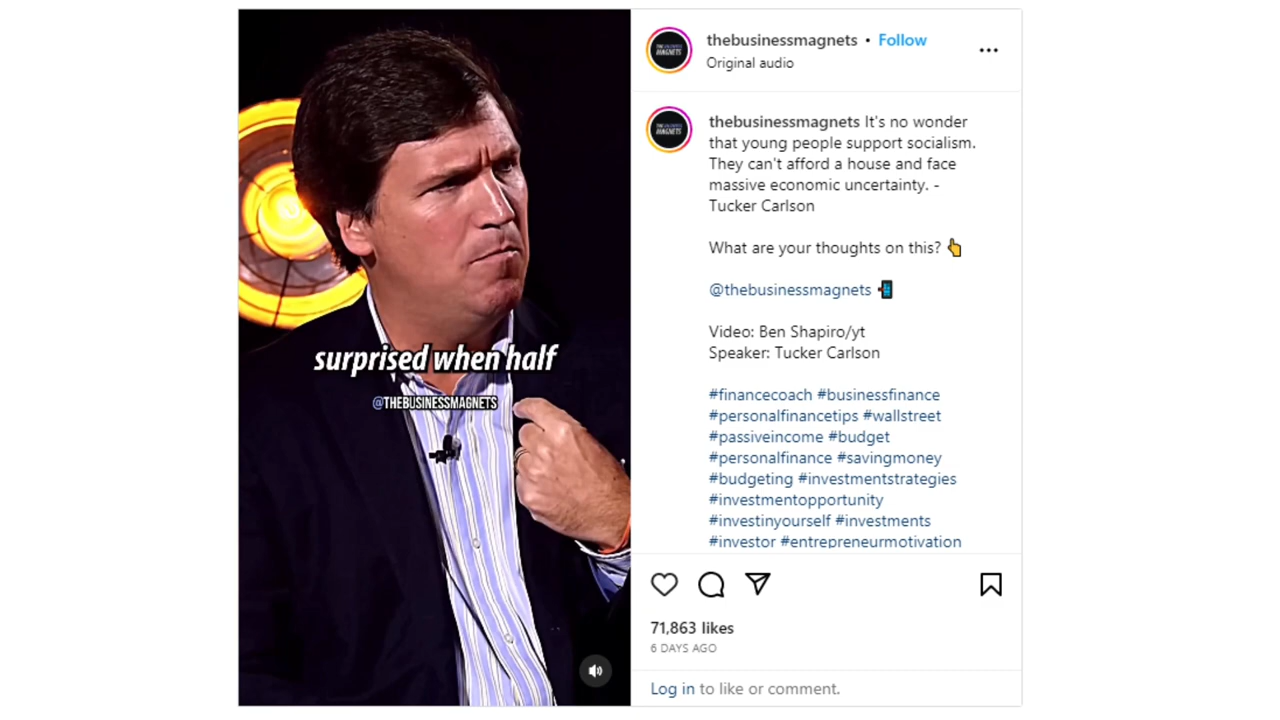 surprised when half
@THEBUSINESSMAGNETS
thebusinessmagnets • Follow
Original audio
thebusinessmagnets It's no wonder
that young people support socialism.
They can't afford a house and face
massive economic uncertainty. -
Tucker Carlson
What are your thoughts on this? 👆
@thebusinessmagnets 📲
Video: Ben Shapiro/yt
Speaker: Tucker Carlson
#financecoach #businessfinance
#personalfinancetips #wallstreet
#passiveincome #budget
#personalfinance #savingmoney
#budgeting #investmentstrategies
#investmentopportunity
#investinyourself #investments
#investor #entrepreneurmotivation
71,863 likes
6 DAYS AGO
Log in to like or comment.